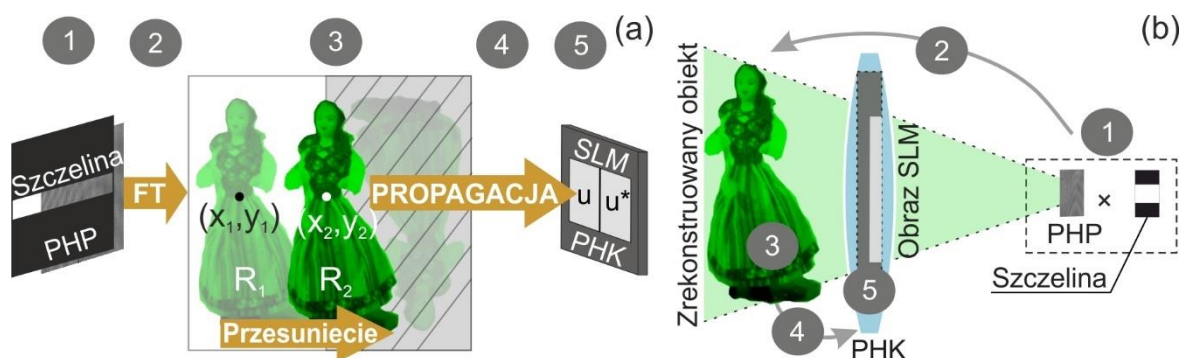 1
2
3
4
5
(a)
Szczelina
PHP
FT
(x₁,y₁)
(x₂,y₂)
R₁
R₂
Przesuniecie
PROPAGACJA
SLM
u
u*
PHK
(b)
Zrekonstruowany obiekt
2
1
3
4
5
Obraz SLM
PHK
PHP
×
Szczelina